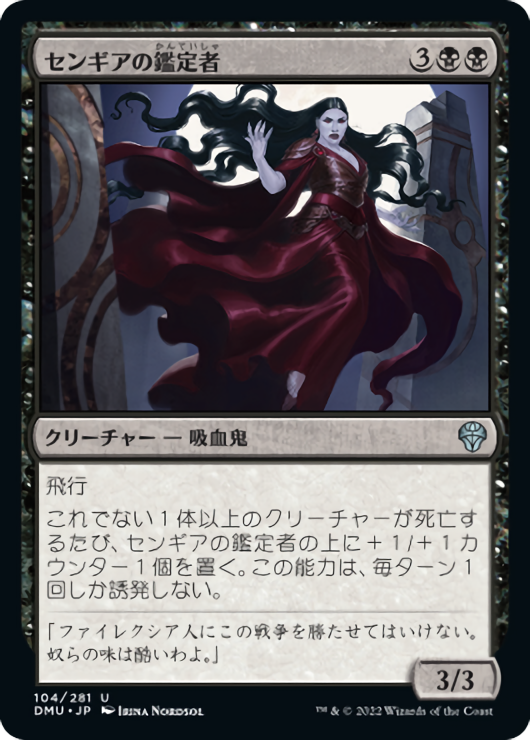 センギアの鑑定者
かんていしゃ
3
クリーチャー — 吸血鬼
飛行
これでない1体以上のクリーチャーが死亡す
るたび、センギアの鑑定者の上に+1/+1カ
ウンター1個を置く。この能力は、毎ターン1
回しか誘発しない。
「ファイレクシア人にこの戦争を勝たせてはいけない。
奴らの味は酷いわよ。」
3/3
104/281 U
DMU • JP Irina Nordsol
™ & © 2022 Wizards of the Coast